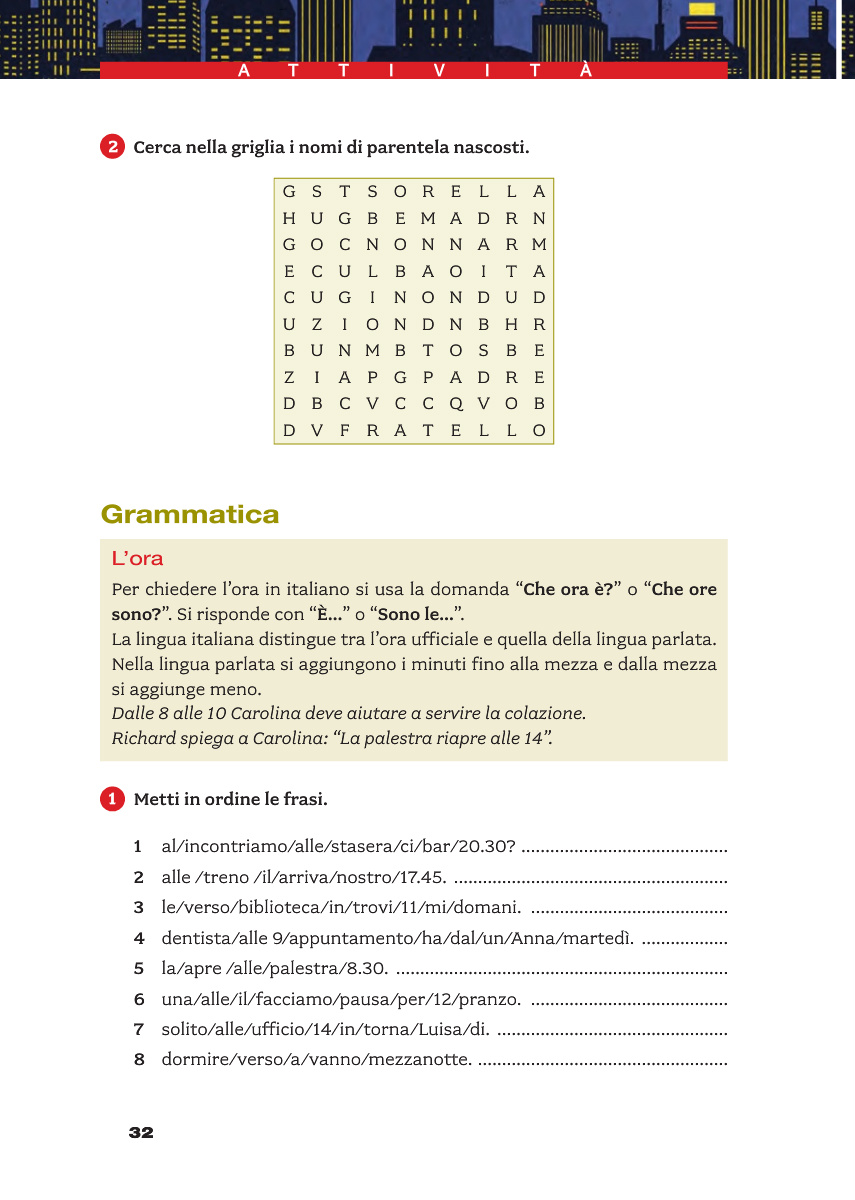 ATTIVITÀ
2 Cerca nella griglia i nomi di parentela nascosti.
G S T S O R E L L A
H U G B E M A D R N
G O C N O N N A R M
E C U L B A O I T A
C U G I N O N D U D
U Z I O N D N B H R
B U N M B T O S B E
Z I A P G P A D R E
D B C V C C Q V O B
D V F R A T E L L O
Grammatica
L’ora
Per chiedere l’ora in italiano si usa la domanda “Che ora è?” o “Che ore
sono?”. Si risponde con “È...” o “Sono le...”.
La lingua italiana distingue tra l’ora ufficiale e quella della lingua parlata.
Nella lingua parlata si aggiungono i minuti fino alla mezza e dalla mezza
si aggiunge meno.
Dalle 8 alle 10 Carolina deve aiutare a servire la colazione.
Richard spiega a Carolina: “La palestra riapre alle 14”.
1 Metti in ordine le frasi.
1 al/incontriamo/alle/stasera/ci/bar/20.30? ...........................................
2 alle /treno /il/arriva/nostro/17.45. .........................................................
3 le/verso/biblioteca/in/trovi/11/mi/domani. .........................................
4 dentista/alle 9/appuntamento/ha/dal/un/Anna/martedì. ..................
5 la/apre /alle/palestra/8.30. .....................................................................
6 una/alle/il/facciamo/pausa/per/12/pranzo. .........................................
7 solito/alle/ufficio/14/in/torna/Luisa/di. ................................................
8 dormire/verso/a/vanno/mezzanotte. ....................................................
32